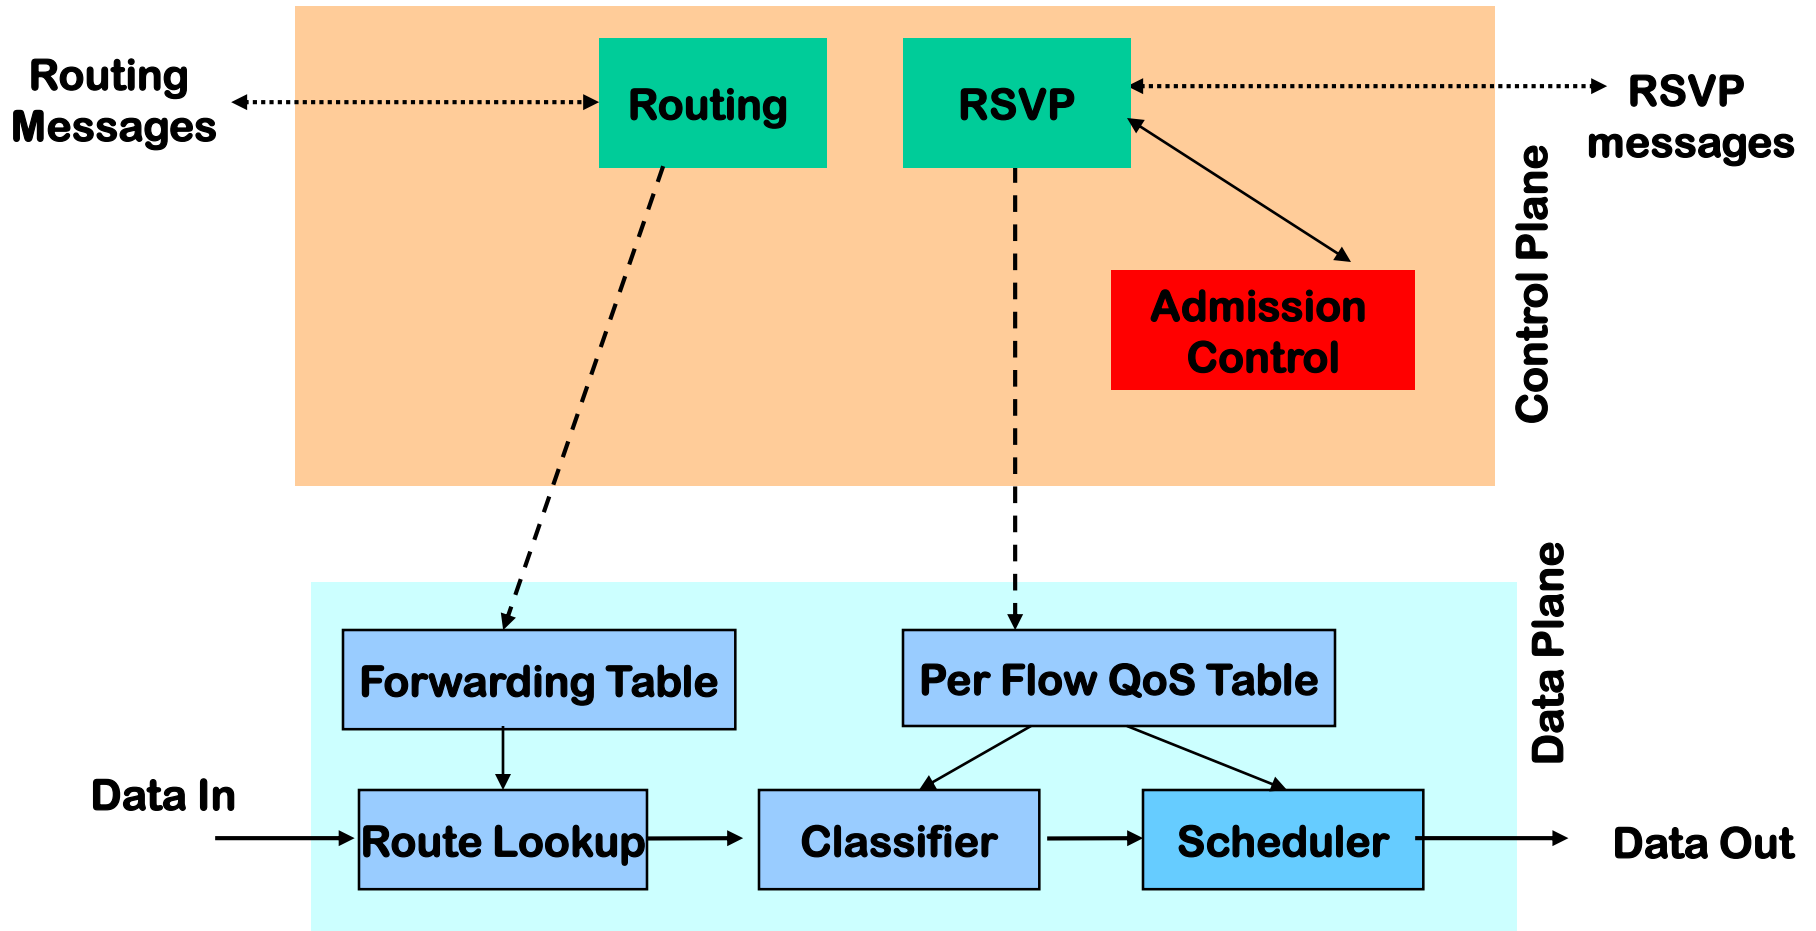 Routing
Messages
Routing
RSVP
RSVP
messages
Admission
Control
Control Plane
Data Plane
Forwarding Table
Per Flow QoS Table
Data In
Route Lookup
Classifier
Scheduler
Data Out